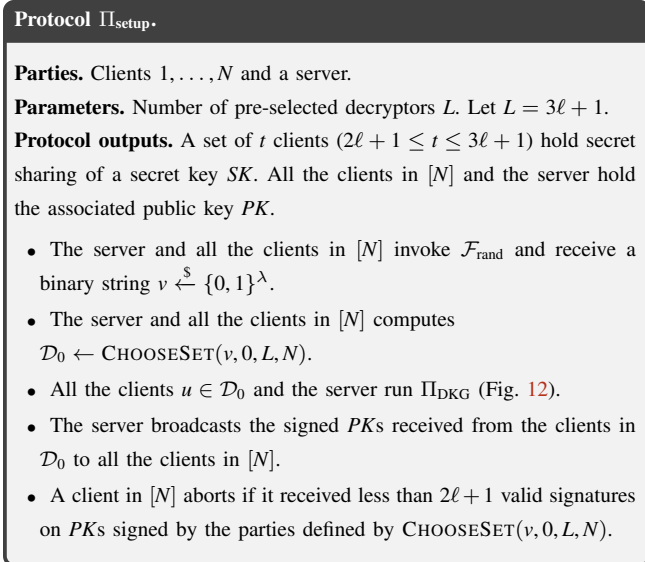 Protocol Π_setup.
Parties. Clients 1, . . . , N and a server.
Parameters. Number of pre-selected decryptors L. Let L = 3ℓ + 1.
Protocol outputs. A set of t clients (2ℓ + 1 ≤ t ≤ 3ℓ + 1) hold secret
sharing of a secret key SK. All the clients in [N] and the server hold
the associated public key PK.
• The server and all the clients in [N] invoke ℱ_rand and receive a
binary string v ←$ {0, 1}^λ.
• The server and all the clients in [N] computes
𝒟_0 ← CHOOSESET(v, 0, L, N).
• All the clients u ∈ 𝒟_0 and the server run Π_DKG (Fig. 12).
• The server broadcasts the signed PKs received from the clients in
𝒟_0 to all the clients in [N].
• A client in [N] aborts if it received less than 2ℓ + 1 valid signatures
on PKs signed by the parties defined by CHOOSESET(v, 0, L, N).